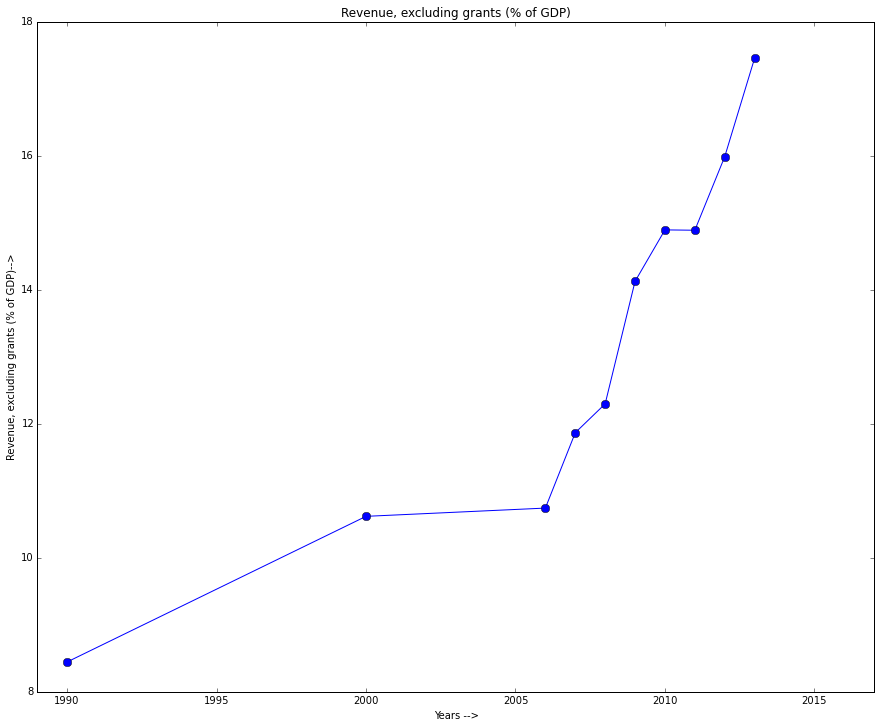 Revenue, excluding grants (% of GDP)
18
16
14
12
10
8
Revenue, excluding grants (% of GDP)-->
1990 1995 2000 2005 2010 2015
Years -->